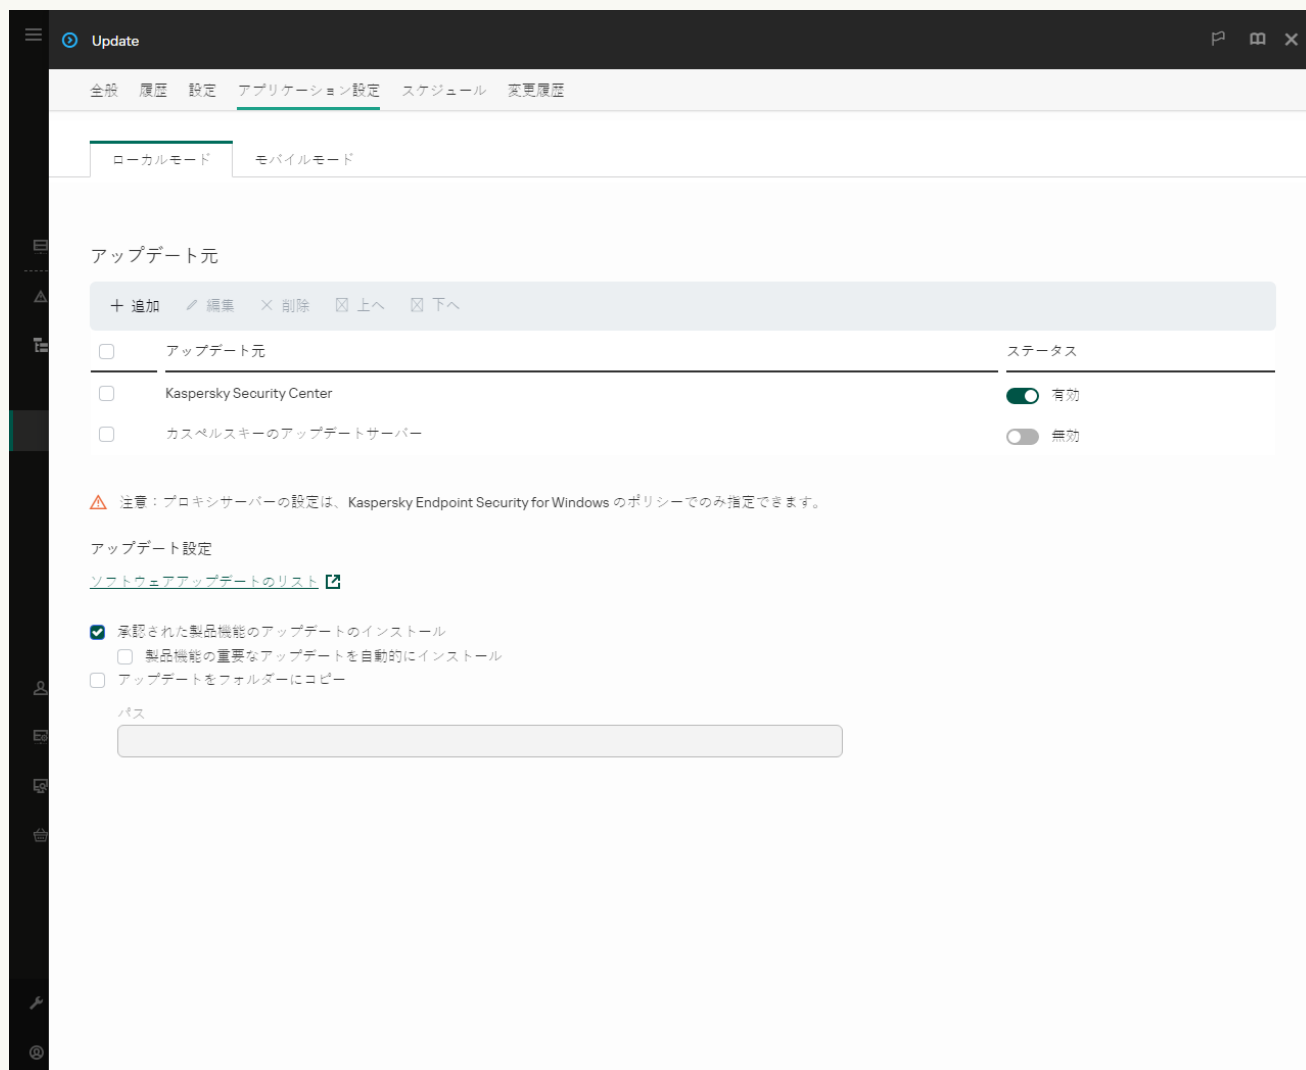 Update
全般 履歴 設定 アプリケーション設定 スケジュール 変更履歴
ローカルモード モバイルモード
アップデート元
追加 編集 削除 上へ 下へ
アップデート元 ステータス
Kaspersky Security Center 有効
カスペルスキーのアップデートサーバー 無効
注意：プロキシサーバーの設定は、Kaspersky Endpoint Security for Windows のポリシーでのみ指定できます。
アップデート設定
ソフトウェアアップデートのリスト
承認された製品機能のアップデートのインストール
製品機能の重要なアップデートを自動的にインストール
アップデートをフォルダーにコピー
パス